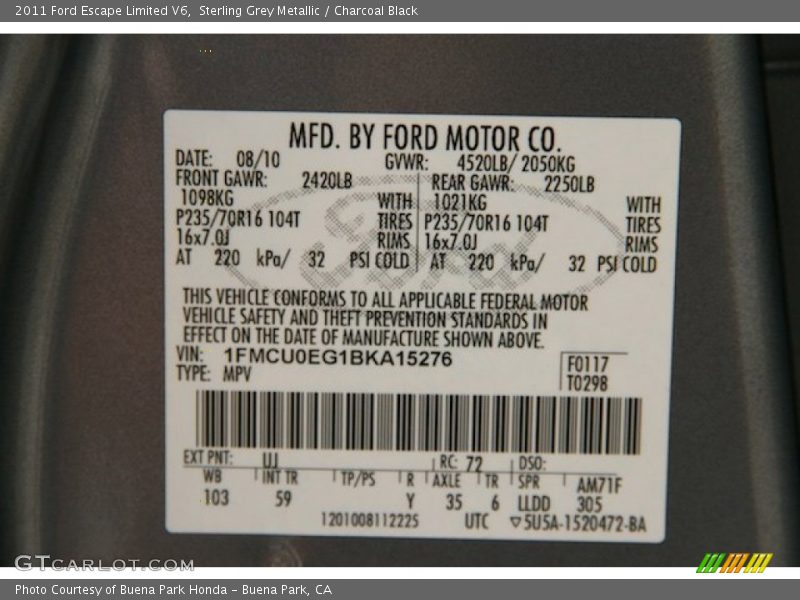 2011 Ford Escape Limited V6, Sterling Grey Metallic / Charcoal Black
MFD. BY FORD MOTOR CO.
DATE: 08/10 GVWR: 4520LB/ 2050KG
FRONT GAWR: 2420LB REAR GAWR: 2250LB
1098KG WITH 1021KG WITH
P235/70R16 104T TIRES P235/70R16 104T TIRES
16x7.0J RIMS 16x7.0J RIMS
AT 220 kPa/ 32 PSI COLD AT 220 kPa/ 32 PSI COLD
Ford
THIS VEHICLE CONFORMS TO ALL APPLICABLE FEDERAL MOTOR
VEHICLE SAFETY AND THEFT PREVENTION STANDARDS IN
EFFECT ON THE DATE OF MANUFACTURE SHOWN ABOVE.
VIN: 1FMCU0EG1BKA15276
TYPE: MPV
F0117
T0298
EXT PNT: UJ RC: 72 DSO:
WB INT TR TP/PS R AXLE TR SPR AM71F
103 59 Y 35 6 LLDD 305
1201008112225 UTC ▽5U5A-1520472-BA
GTCARLOT.COM
Photo Courtesy of Buena Park Honda - Buena Park, CA